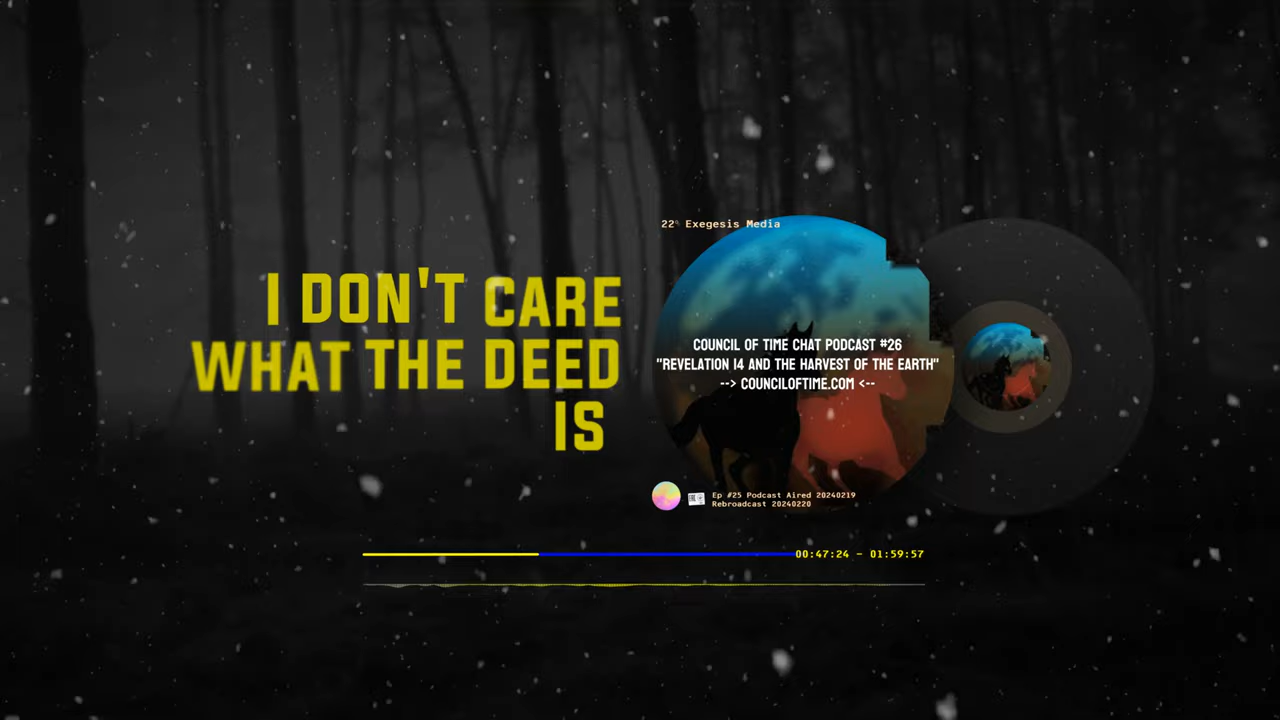 I DON'T CARE
WHAT THE DEED
IS
22° Exegesis Media
COUNCIL OF TIME CHAT PODCAST #26
"REVELATION 14 AND THE HARVEST OF THE EARTH"
--> COUNCILOFTIME.COM <--
Ep #25 Podcast Aired 20240219
Rebroadcast 20240220
00:47:24 - 01:59:57